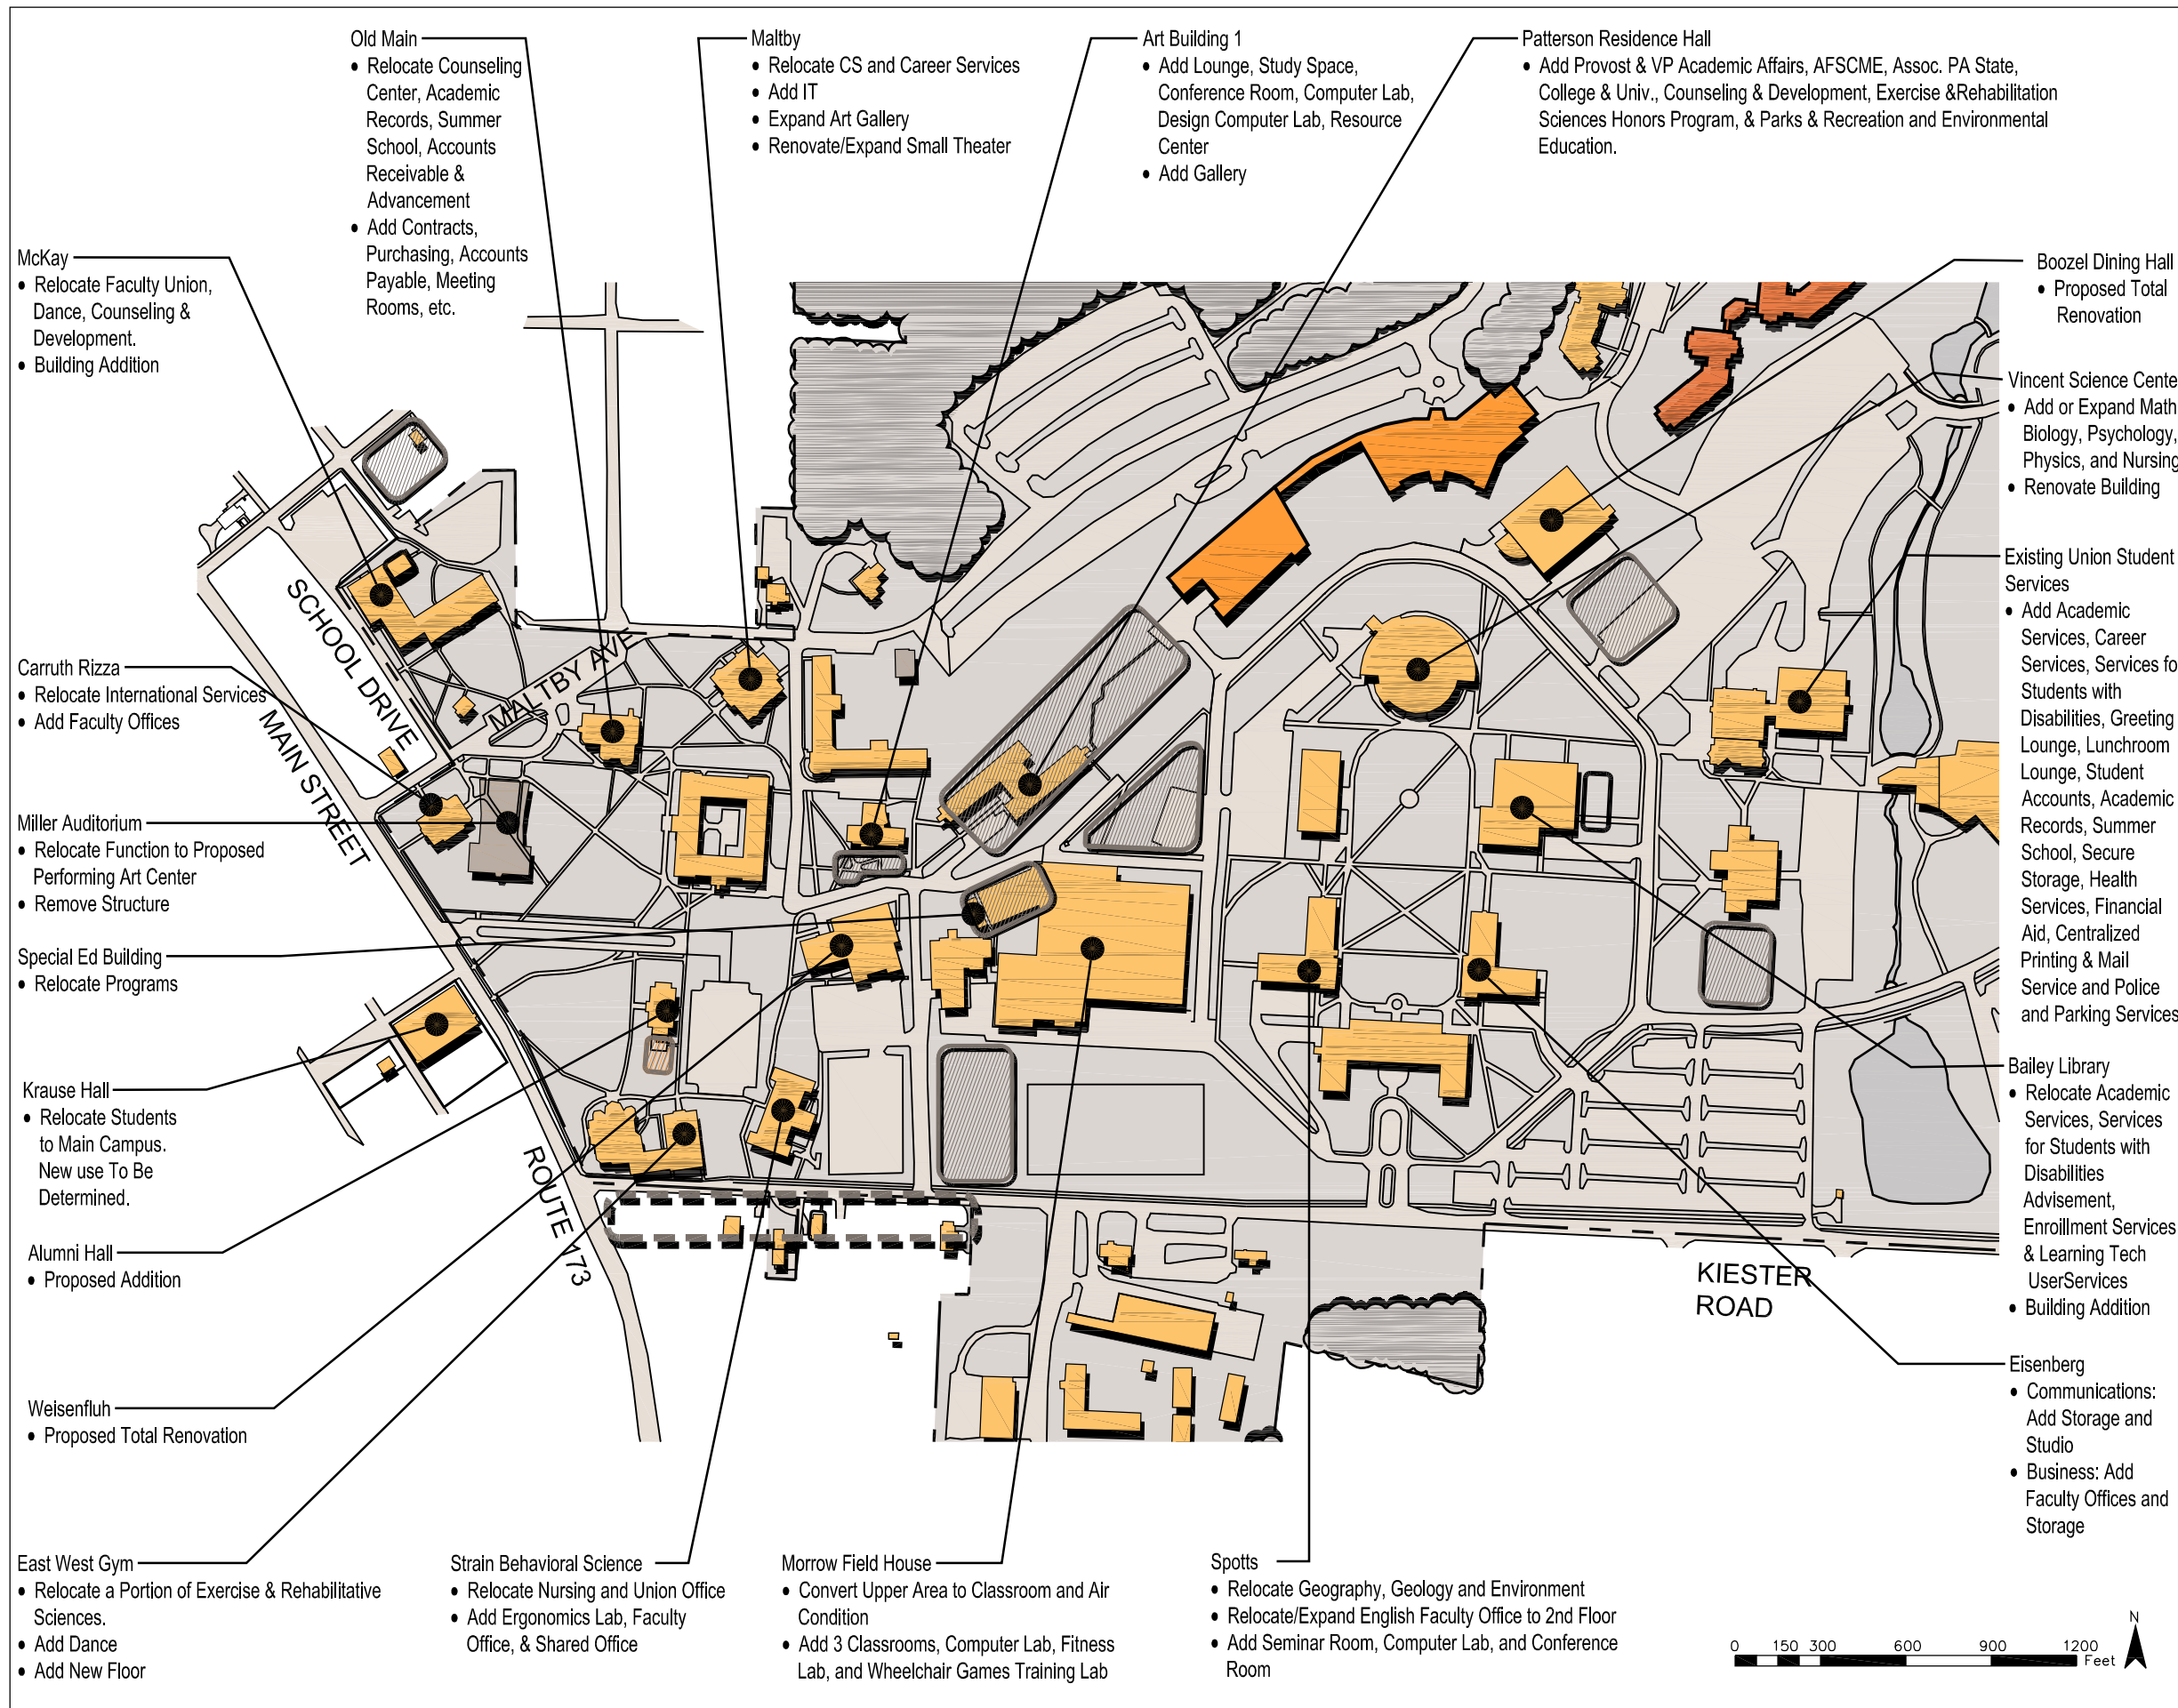 Old Main
• Relocate Counseling
Center, Academic
Records, Summer
School, Accounts
Receivable &
Advancement
• Add Contracts,
Purchasing, Accounts
Payable, Meeting
Rooms, etc.
Maltby
• Relocate CS and Career Services
• Add IT
• Expand Art Gallery
• Renovate/Expand Small Theater
Art Building 1
• Add Lounge, Study Space,
Conference Room, Computer Lab,
Design Computer Lab, Resource
Center
• Add Gallery
Patterson Residence Hall
• Add Provost & VP Academic Affairs, AFSCME, Assoc. PA State,
College & Univ., Counseling & Development, Exercise &Rehabilitation
Sciences Honors Program, & Parks & Recreation and Environmental
Education.
McKay
• Relocate Faculty Union,
Dance, Counseling &
Development.
• Building Addition
Boozel Dining Hall
• Proposed Total
Renovation
Vincent Science Cente
• Add or Expand Math
Biology, Psychology,
Physics, and Nursing
• Renovate Building
Existing Union Student
Services
• Add Academic
Services, Career
Services, Services fo
Students with
Disabilities, Greeting
Lounge, Lunchroom
Lounge, Student
Accounts, Academic
Records, Summer
School, Secure
Storage, Health
Services, Financial
Aid, Centralized
Printing & Mail
Service and Police
and Parking Services
SCHOOL DRIVE
MALTBY AVE
MAIN STREET
Carruth Rizza
• Relocate International Services
• Add Faculty Offices
Miller Auditorium
• Relocate Function to Proposed
Performing Art Center
• Remove Structure
Special Ed Building
• Relocate Programs
Krause Hall
• Relocate Students
to Main Campus.
New use To Be
Determined.
ROUTE 173
Alumni Hall
• Proposed Addition
KIESTER
ROAD
Bailey Library
• Relocate Academic
Services, Services
for Students with
Disabilities
Advisement,
Enroillment Services
& Learning Tech
UserServices
• Building Addition
Eisenberg
• Communications:
Add Storage and
Studio
• Business: Add
Faculty Offices and
Storage
Weisenfluh
• Proposed Total Renovation
East West Gym
• Relocate a Portion of Exercise & Rehabilitative
Sciences.
• Add Dance
• Add New Floor
Strain Behavioral Science
• Relocate Nursing and Union Office
• Add Ergonomics Lab, Faculty
Office, & Shared Office
Morrow Field House
• Convert Upper Area to Classroom and Air
Condition
• Add 3 Classrooms, Computer Lab, Fitness
Lab, and Wheelchair Games Training Lab
Spotts
• Relocate Geography, Geology and Environment
• Relocate/Expand English Faculty Office to 2nd Floor
• Add Seminar Room, Computer Lab, and Conference
Room
N
0 150 300 600 900 1200
Feet